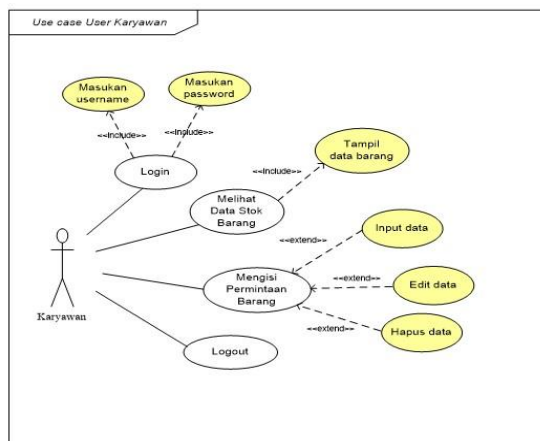 Use case User Karyawan
Masukan
username
Masukan
password
<<Include>>
<<Include>>
Login
Tampil
data barang
<<Include>>
Melihat
Data Stok
Barang
Input data
<<extend>>
Mengisi
Permintaan
Barang
<<extend>>
Edit data
<<extend>>
Hapus data
Karyawan
Logout